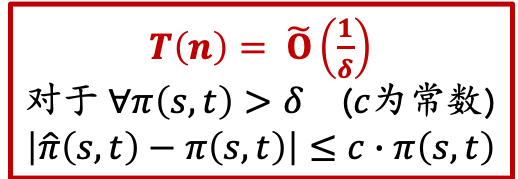 T(n) = Õ(1/δ)
对于 ∀π(s,t) > δ (c为常数)
|π̂(s,t) − π(s,t)| ≤ c · π(s,t)